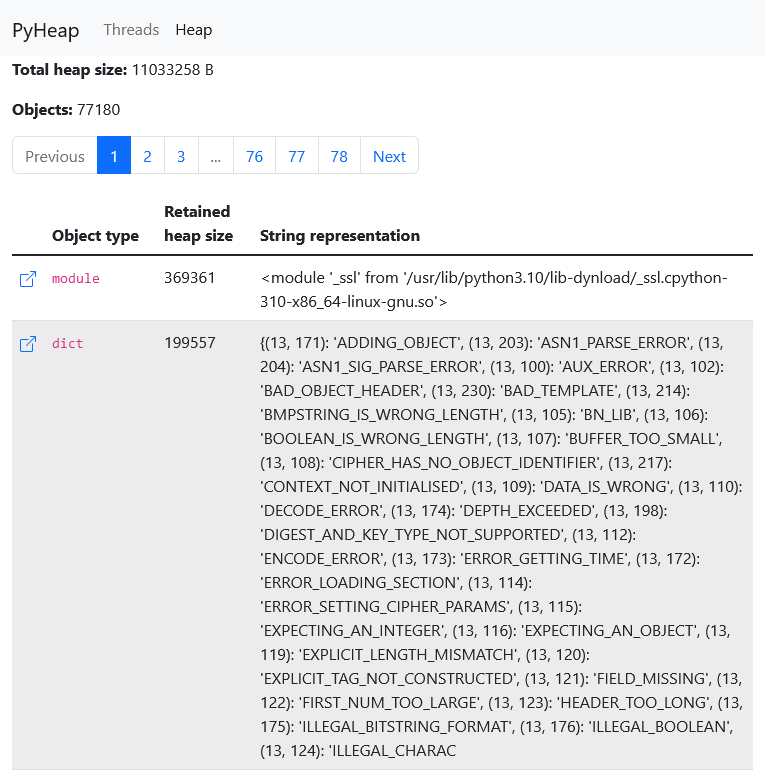 PyHeap Threads Heap
Total heap size: 11033258 B
Objects: 77180
Previous 1 2 3 ... 76 77 78 Next
Retained
Object type heap size String representation
module 369361 <module '_ssl' from '/usr/lib/python3.10/lib-dynload/_ssl.cpython-
310-x86_64-linux-gnu.so'>
dict 199557 {(13, 171): 'ADDING_OBJECT', (13, 203): 'ASN1_PARSE_ERROR', (13,
204): 'ASN1_SIG_PARSE_ERROR', (13, 100): 'AUX_ERROR', (13, 102):
'BAD_OBJECT_HEADER', (13, 230): 'BAD_TEMPLATE', (13, 214):
'BMPSTRING_IS_WRONG_LENGTH', (13, 105): 'BN_LIB', (13, 106):
'BOOLEAN_IS_WRONG_LENGTH', (13, 107): 'BUFFER_TOO_SMALL',
(13, 108): 'CIPHER_HAS_NO_OBJECT_IDENTIFIER', (13, 217):
'CONTEXT_NOT_INITIALISED', (13, 109): 'DATA_IS_WRONG', (13, 110):
'DECODE_ERROR', (13, 174): 'DEPTH_EXCEEDED', (13, 198):
'DIGEST_AND_KEY_TYPE_NOT_SUPPORTED', (13, 112):
'ENCODE_ERROR', (13, 173): 'ERROR_GETTING_TIME', (13, 172):
'ERROR_LOADING_SECTION', (13, 114):
'ERROR_SETTING_CIPHER_PARAMS', (13, 115):
'EXPECTING_AN_INTEGER', (13, 116): 'EXPECTING_AN_OBJECT', (13,
119): 'EXPLICIT_LENGTH_MISMATCH', (13, 120):
'EXPLICIT_TAG_NOT_CONSTRUCTED', (13, 121): 'FIELD_MISSING', (13,
122): 'FIRST_NUM_TOO_LARGE', (13, 123): 'HEADER_TOO_LONG', (13,
175): 'ILLEGAL_BITSTRING_FORMAT', (13, 176): 'ILLEGAL_BOOLEAN',
(13, 124): 'ILLEGAL_CHARAC